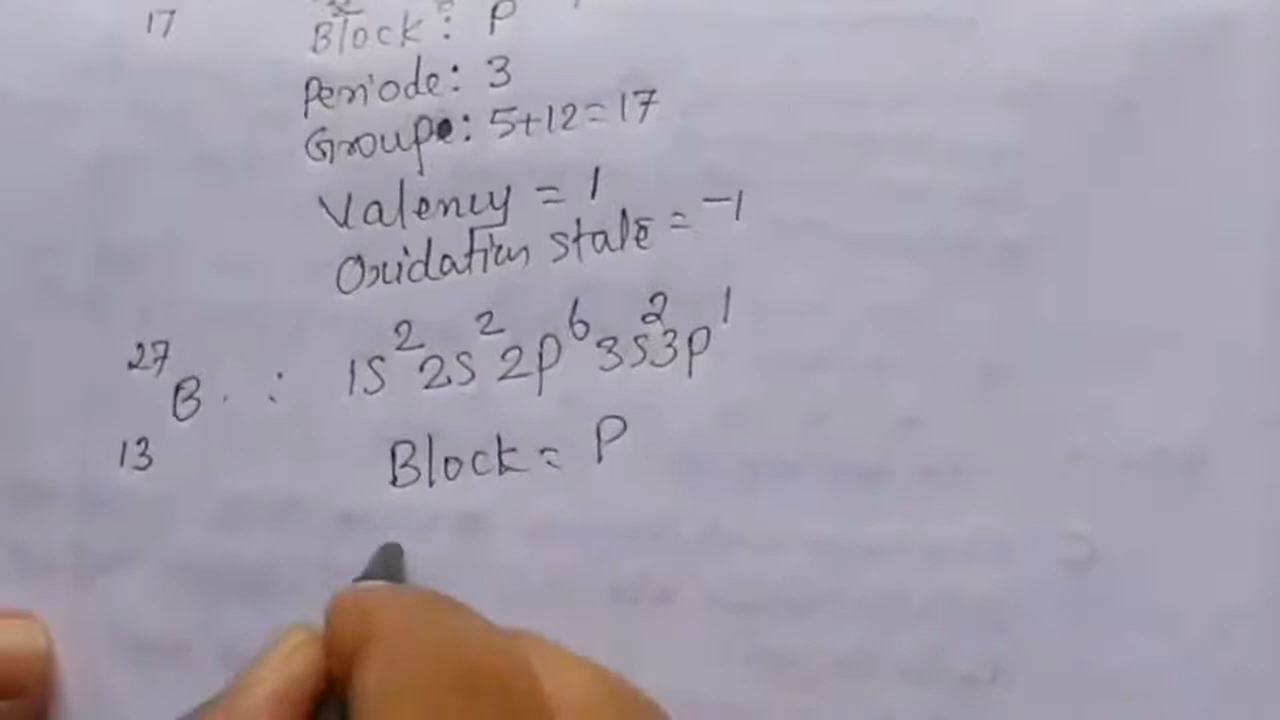 17 Block: P
Periode: 3
Groupe: 5+12=17
Valency = 1
Oxidation state = -1
27
B. : 1S² 2S² 2P⁶ 3S² 3P¹
13
Block = P